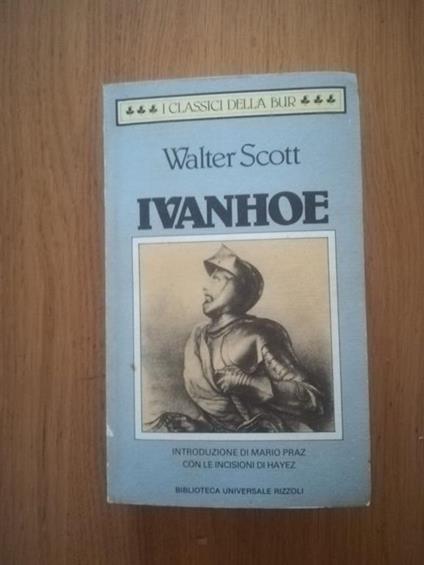 I CLASSICI DELLA BUR
Walter Scott
IVANHOE
INTRODUZIONE DI MARIO PRAZ
CON LE INCISIONI DI HAYEZ
BIBLIOTECA UNIVERSALE RIZZOLI